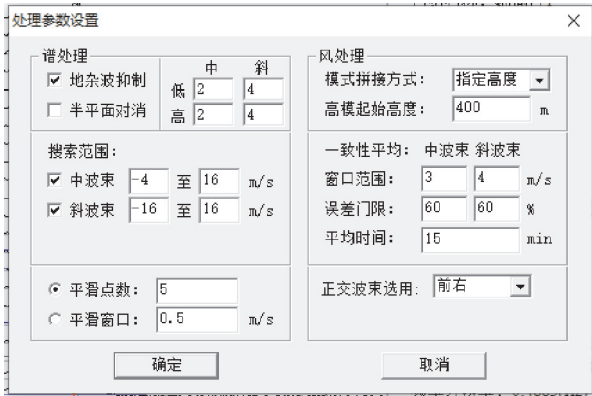 处理参数设置
谱处理
中 斜
地杂波抑制 低 2 4
半平面对消 高 2 4
搜索范围:
中波束 -4 至 16 m/s
斜波束 -16 至 16 m/s
平滑点数: 5
平滑窗口: 0.5 m/s
风处理
模式拼接方式: 指定高度
高模起始高度: 400 m
一致性平均: 中波束 斜波束
窗口范围: 3 4 m/s
误差门限: 60 60 %
平均时间: 15 min
正交波束选用: 前右
确定 取消